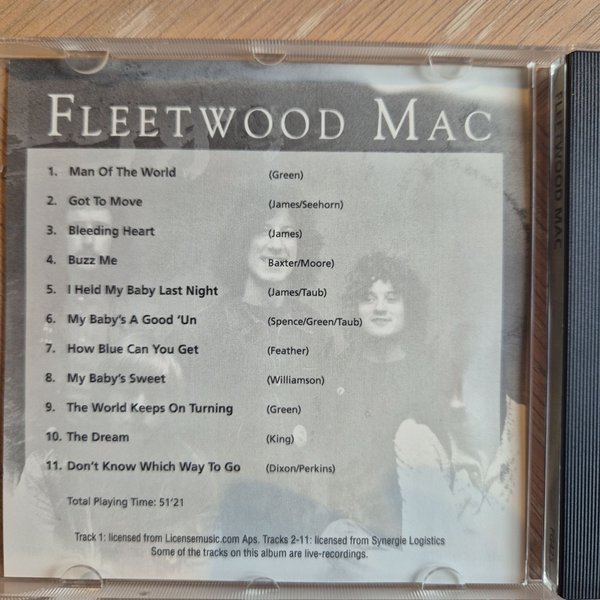 FLEETWOOD MAC
1. Man Of The World (Green)
2. Got To Move (James/Seehorn)
3. Bleeding Heart (James)
4. Buzz Me Baxter/Moore)
5. I Held My Baby Last Night (James/Taub)
6. My Baby's A Good 'Un (Spence/Green/Taub)
7. How Blue Can You Get (Feather)
8. My Baby's Sweet (Williamson)
9. The World Keeps On Turning (Green)
10. The Dream (King)
11. Don't Know Which Way To Go (Dixon/Perkins)
Total Playing Time: 51'21
Track 1: licensed from Licensemusic.com Aps. Tracks 2-11: licensed from Synergie Logistics
Some of the tracks on this album are live-recordings.
FLEETWOOD MAC